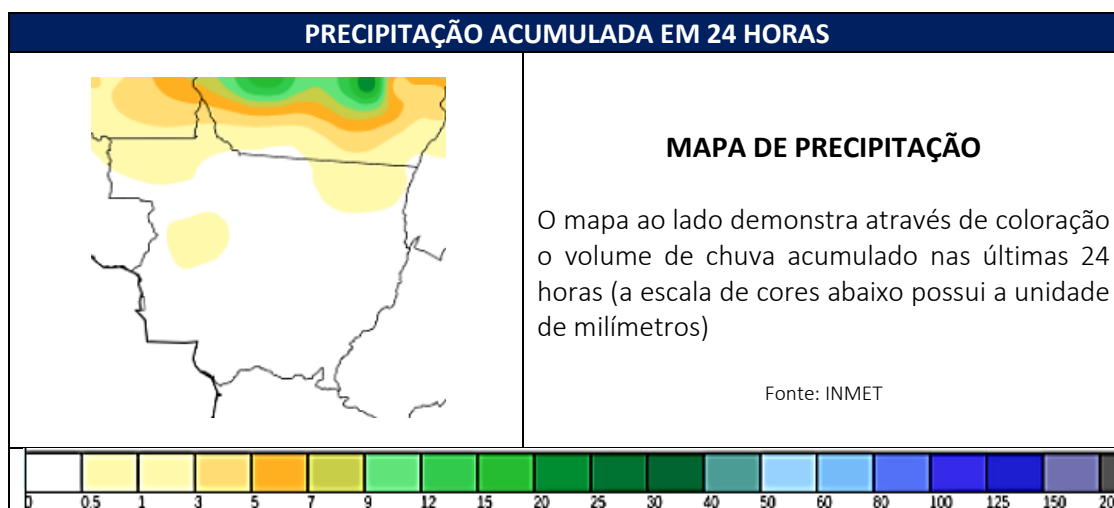 PRECIPITAÇÃO ACUMULADA EM 24 HORAS
MAPA DE PRECIPITAÇÃO
O mapa ao lado demonstra através de coloração
o volume de chuva acumulado nas últimas 24
horas (a escala de cores abaixo possui a unidade
de milímetros)
Fonte: INMET
0 0.5 1 3 5 7 9 12 15 20 25 30 40 50 60 80 100 125 150